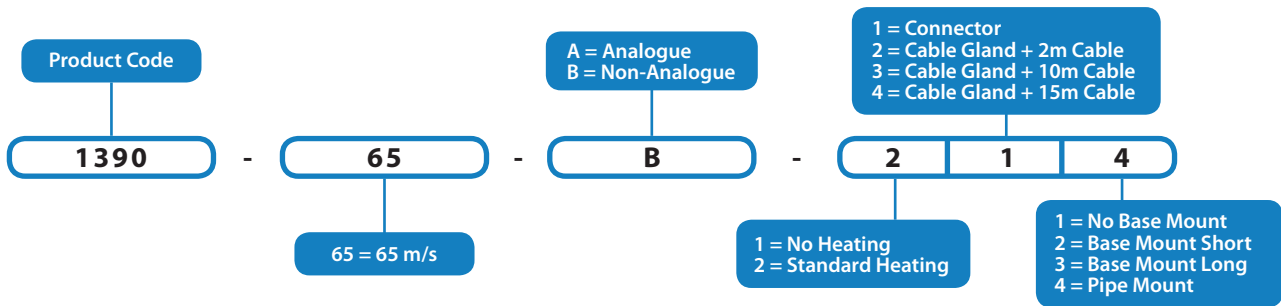 Product Code
A = Analogue
B = Non-Analogue
1 = Connector
2 = Cable Gland + 2m Cable
3 = Cable Gland + 10m Cable
4 = Cable Gland + 15m Cable
1390 - 65 - B - 2 1 4
65 = 65 m/s
1 = No Heating
2 = Standard Heating
1 = No Base Mount
2 = Base Mount Short
3 = Base Mount Long
4 = Pipe Mount